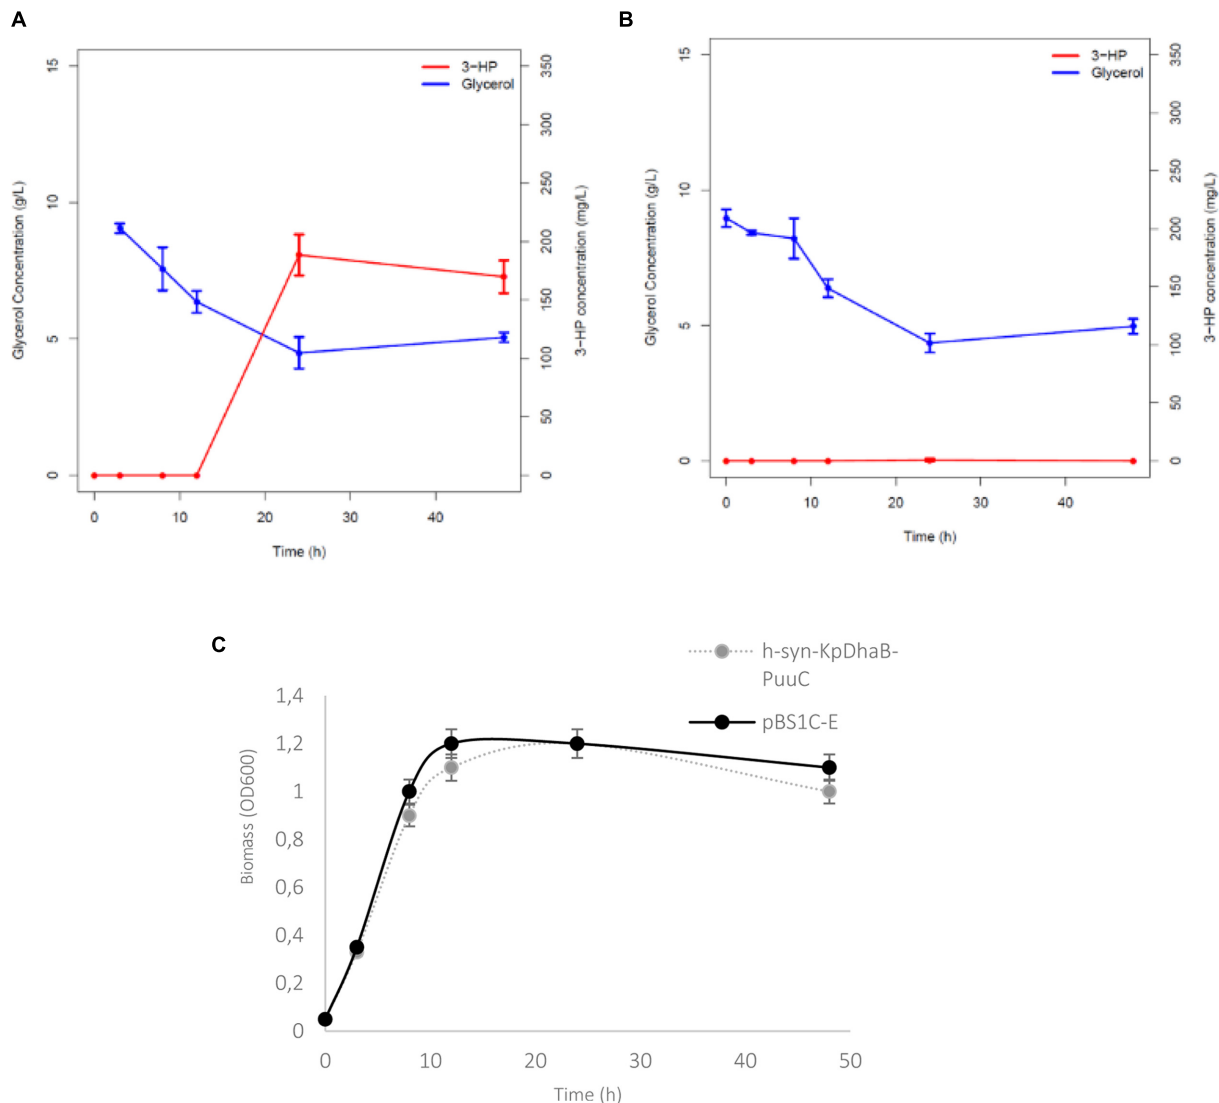 A
3-HP
Glycerol
15
10
5
0
Glycerol Concentration (g/L)
350
300
250
200
150
100
50
0
3-HP concentration (mg/L)
0 10 20 30 40
Time (h)
B
3-HP
Glycerol
15
10
5
0
Glycerol Concentration (g/L)
350
300
250
200
150
100
50
0
3-HP concentration (mg/L)
0 10 20 30 40
Time (h)
C
h-syn-KpDhaB-
PuuC
pBS1C-E
1,4
1,2
1
0,8
0,6
0,4
0,2
0
Biomass (OD600)
0 10 20 30 40 50
Time (h)